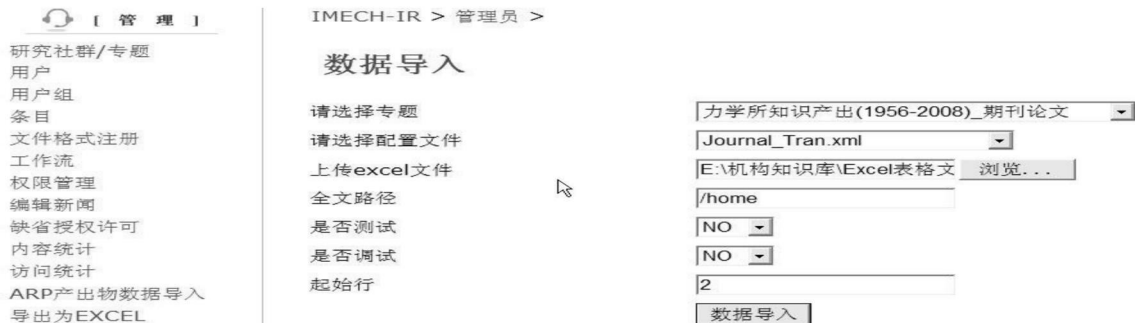 [ 管 理 ]
研究社群/专题
用户
用户组
条目
文件格式注册
工作流
权限管理
编辑新闻
缺省授权许可
内容统计
访问统计
ARP产出物数据导入
导出为EXCEL
IMECH-IR > 管理员 >
数据导入
请选择专题 力学所知识产出(1956-2008)_期刊论文
请选择配置文件 Journal_Tran.xml
上传excel文件 E:\机构知识库\Excel表格文 浏览...
全文路径 /home
是否测试 NO
是否调试 NO
起始行 2
数据导入